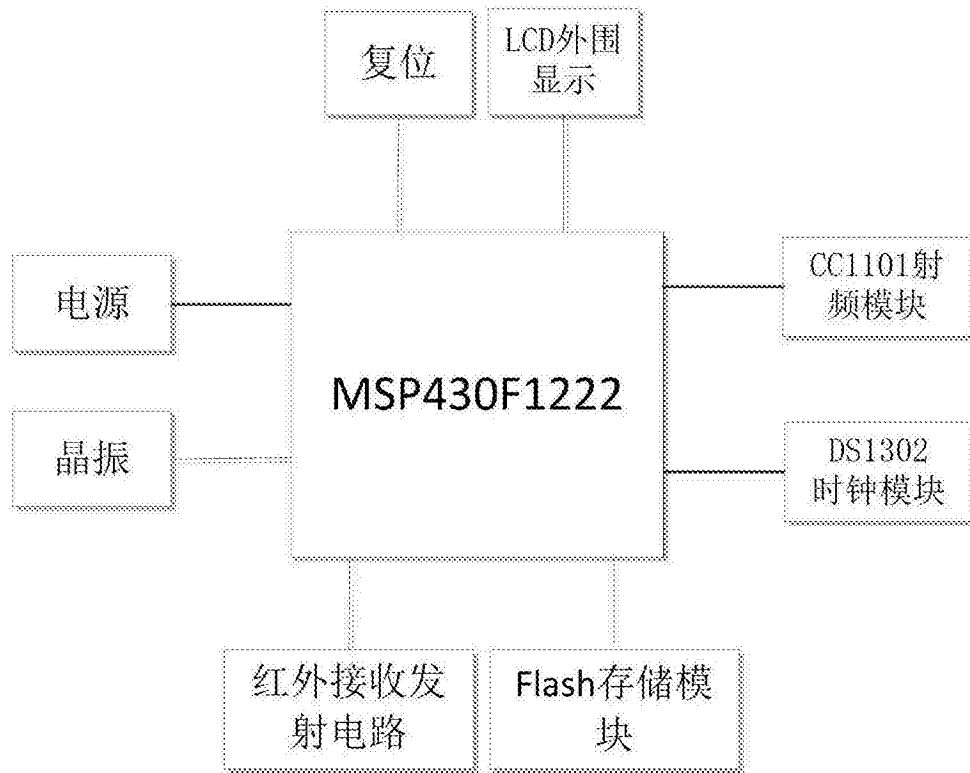 复位
LCD外围
显示
电源
CC1101射
频模块
MSP430F1222
晶振
DS1302
时钟模块
红外接收发
射电路
Flash存储模
块